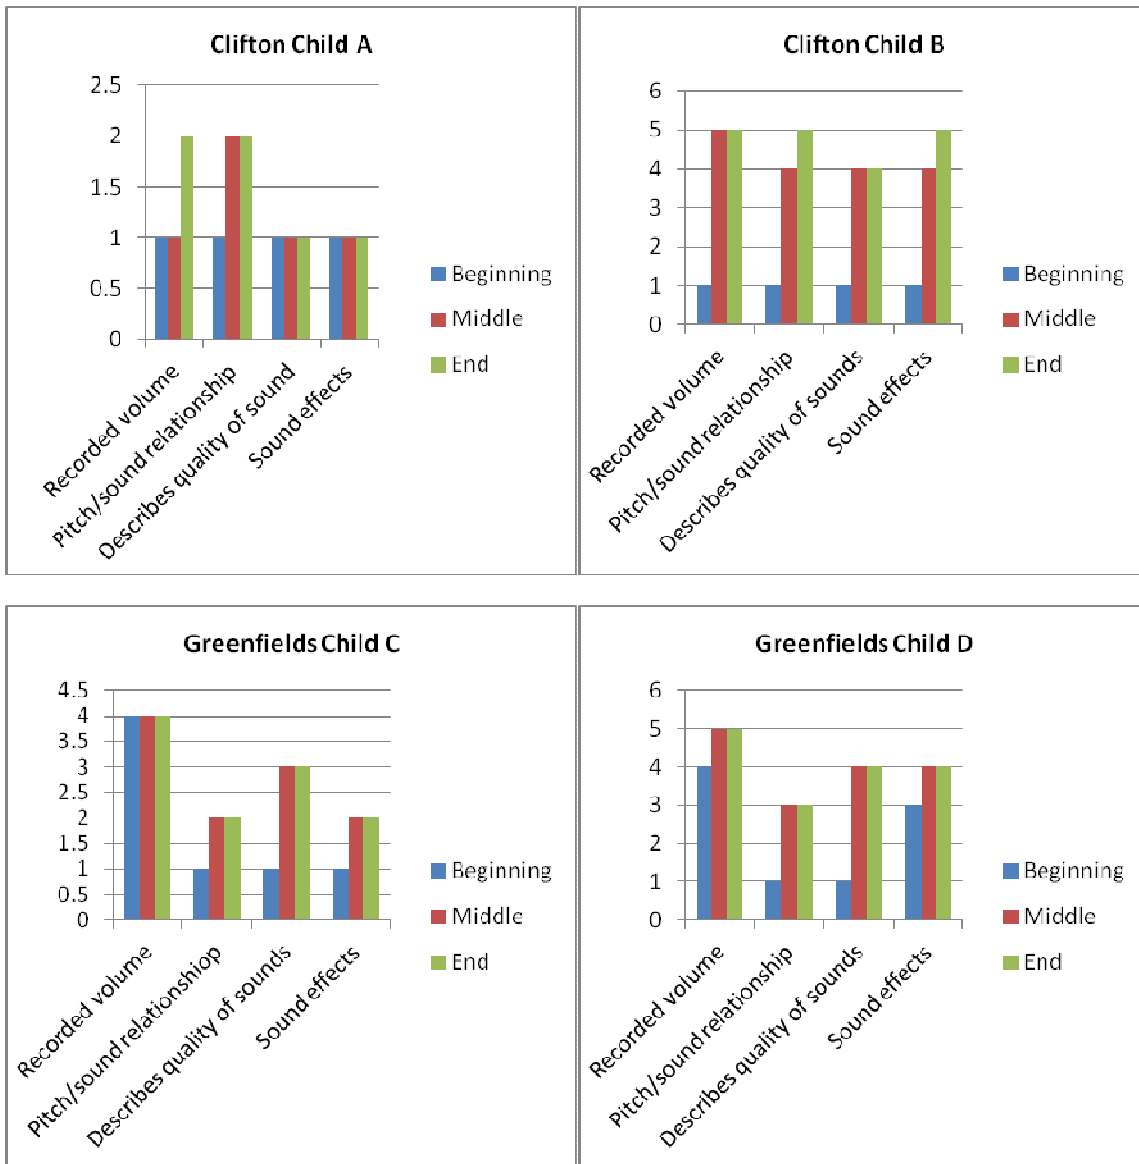 Clifton Child A
2.5
2
1.5
1
0.5
0
Recorded volume
Pitch/sound relationship
Describes quality of sound
Sound effects
Beginning
Middle
End
Clifton Child B
6
5
4
3
2
1
0
Recorded volume
Pitch/sound relationship
Describes quality of sounds
Sound effects
Beginning
Middle
End
Greenfields Child C
4.5
4
3.5
3
2.5
2
1.5
1
0.5
0
Recorded volume
Pitch/sound relationshiop
Describes quality of sounds
Sound effects
Beginning
Middle
End
Greenfields Child D
6
5
4
3
2
1
0
Recorded volume
Pitch/sound relationship
Describes quality of sounds
Sound effects
Beginning
Middle
End